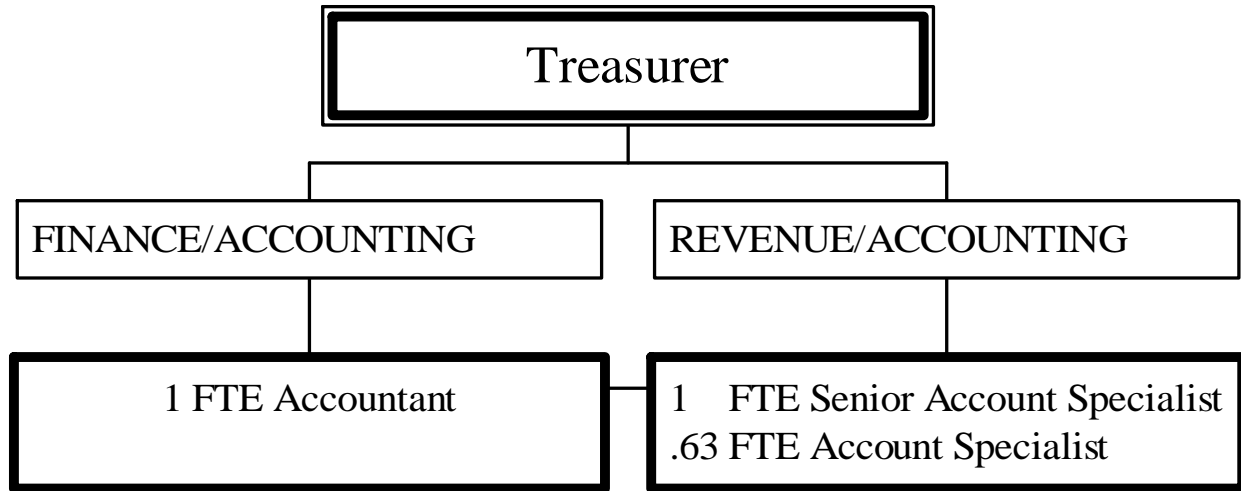 Treasurer
FINANCE/ACCOUNTING
REVENUE/ACCOUNTING
1 FTE Accountant
1 FTE Senior Account Specialist
.63 FTE Account Specialist